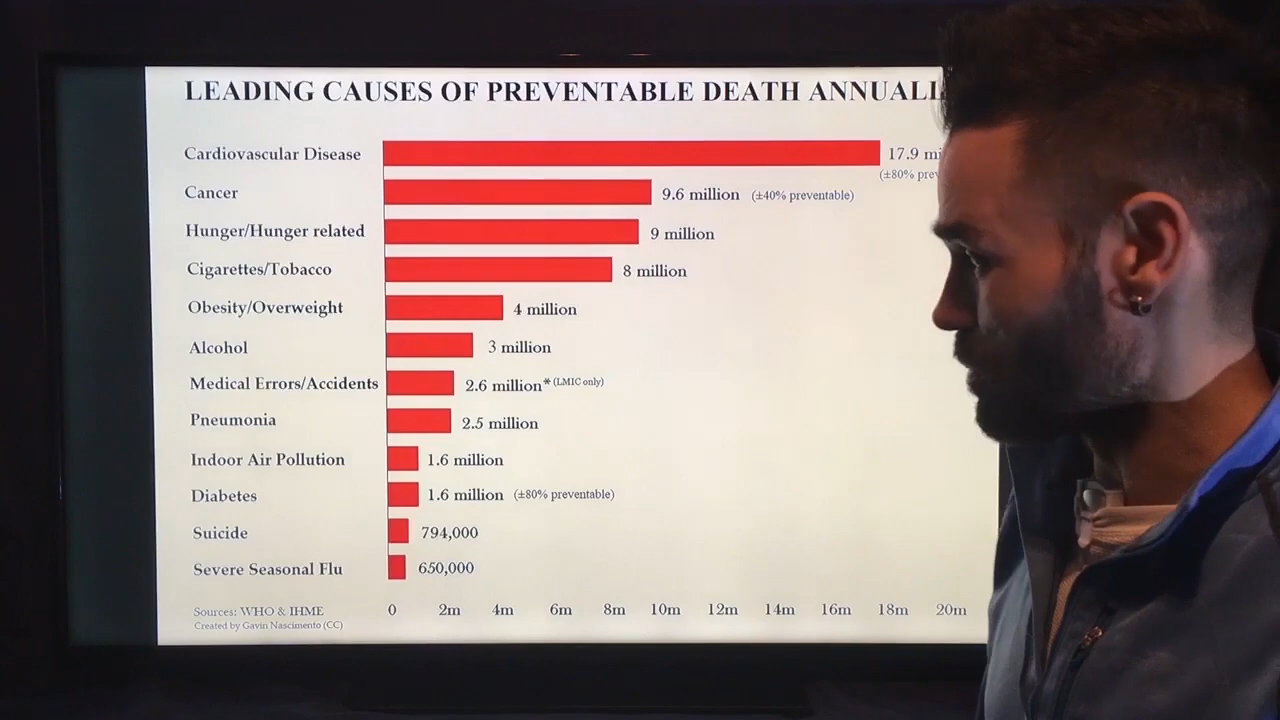 LEADING CAUSES OF PREVENTABLE DEATH
Cardiovascular Disease 17.9
(±80%
Cancer 9.6 million (±40% preventable)
Hunger/Hunger related 9 million
Cigarettes/Tobacco 8 million
Obesity/Overweight 4 million
Alcohol 3 million
Medical Errors/Accidents 2.6 million* (LMIC only)
Pneumonia 2.5 million
Indoor Air Pollution 1.6 million
Diabetes 1.6 million (±80% preventable)
Suicide 794,000
Severe Seasonal Flu 650,000
0 2m 4m 6m 8m 10m 12m 14m 16m 18m 20m
Sources: WHO & IHME
Created by Gavin Nascimento (CC)